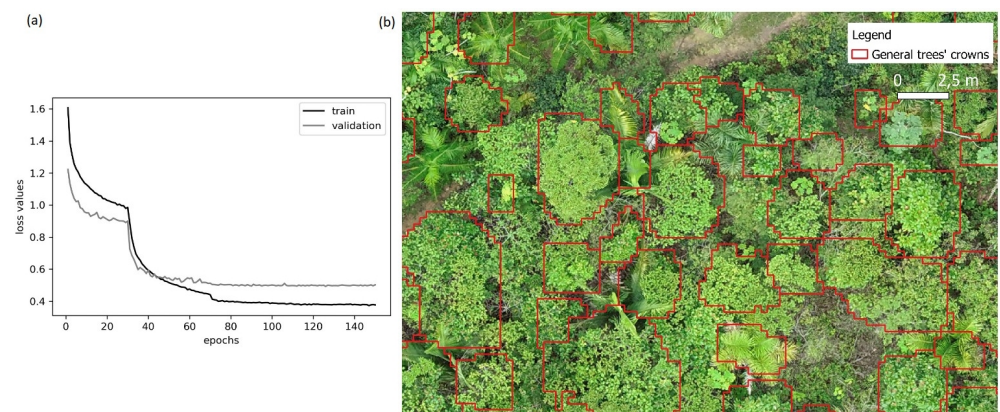 (a)
(b)
train
validation
1.6
1.4
1.2
1.0
0.8
0.6
0.4
loss values
0
20
40
60
80
100
120
140
epochs
Legend
General trees' crowns
0
2,5 m